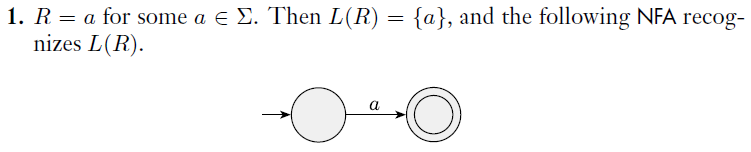 1. R = a for some a ∈ Σ. Then L(R) = {a}, and the following NFA recog-
nizes L(R).
a